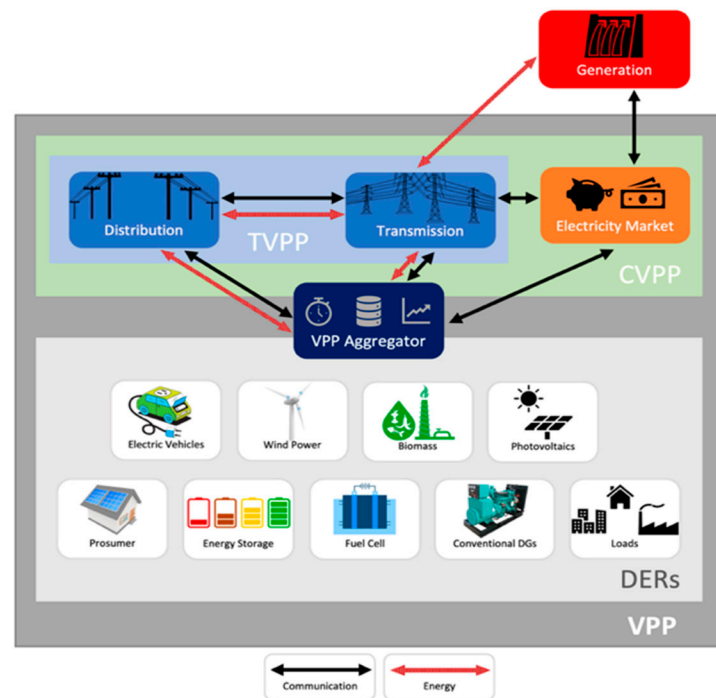 Generation
Distribution
Transmission
Electricity Market
TVPP
CVPP
VPP Aggregator
Electric Vehicles
Wind Power
Biomass
Photovoltaics
Prosumer
Energy Storage
Fuel Cell
Conventional DGs
Loads
DERs
VPP
Communication
Energy